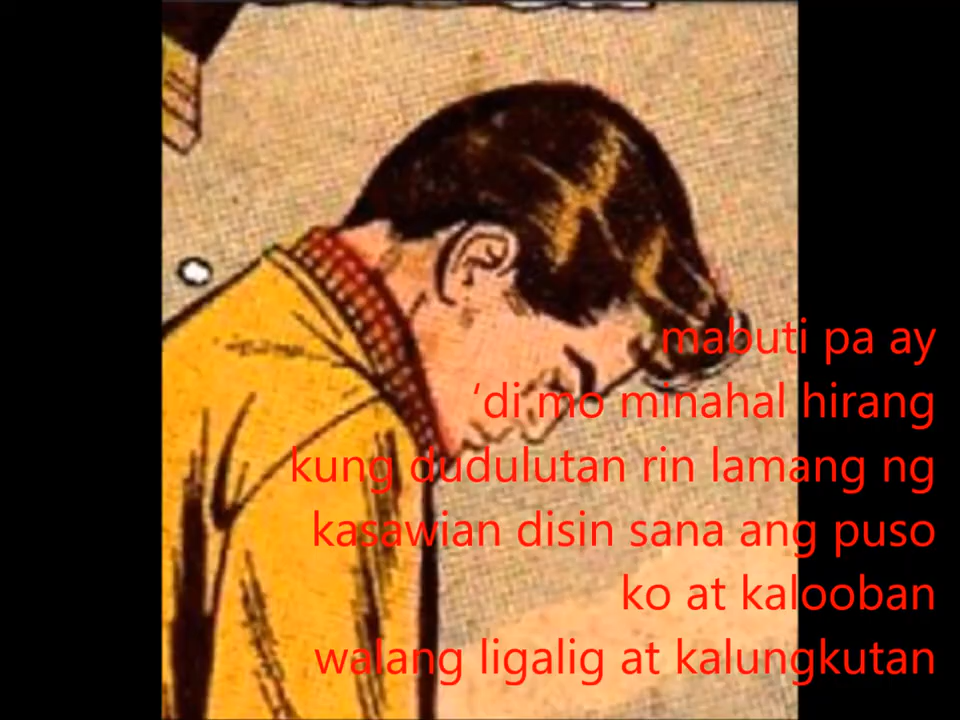 mabuti pa ay
‘di mo minahal hirang
kung dudulutan rin lamang ng
kasawian disin sana ang puso
ko at kalooban
walang ligalig at kalungkutan